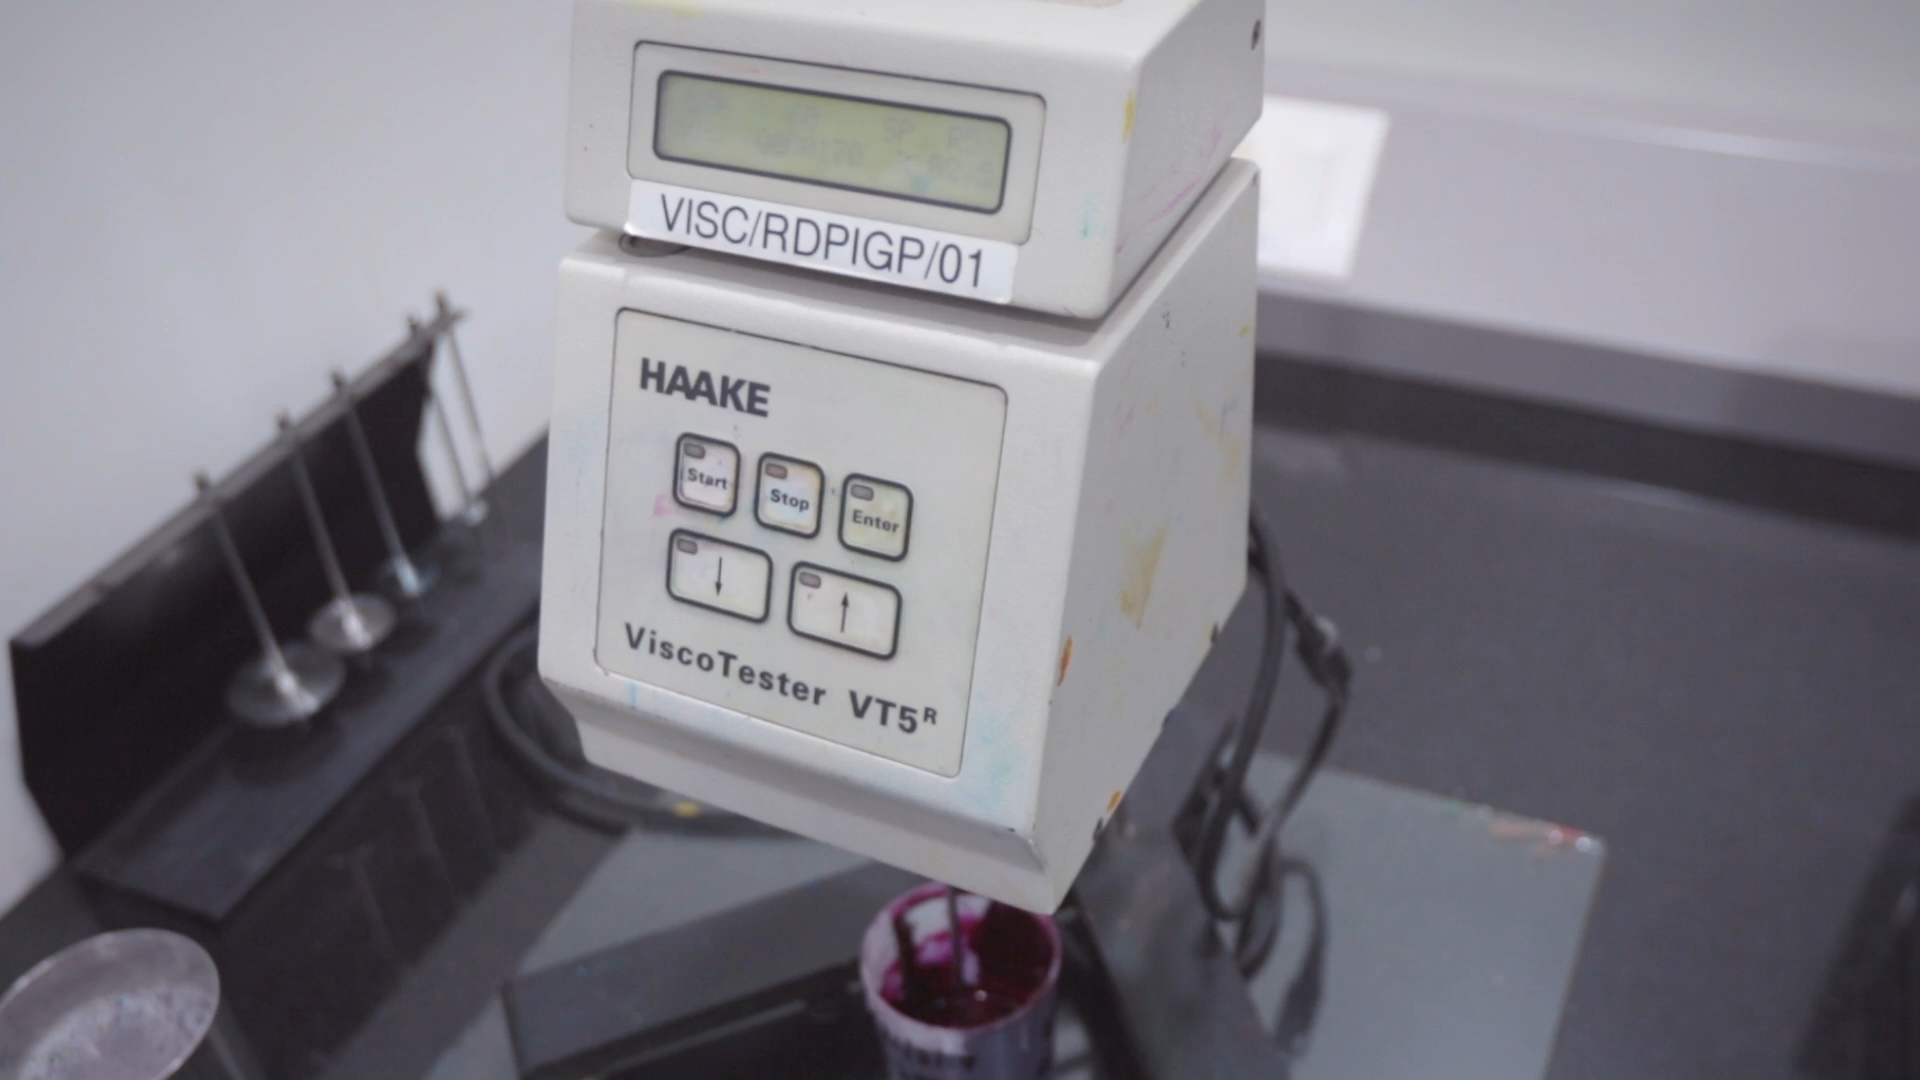 VISC/RDPIGP/01
HAAKE
Start
Stop
Enter
↓
↑
ViscoTester VT5ᴿ